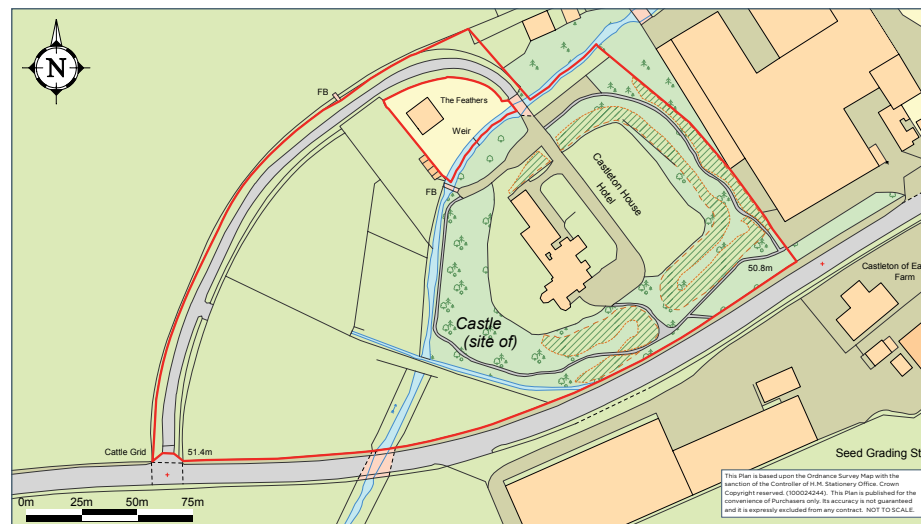 N
FB
The Feathers
Weir
FB
Castleton House
Hotel
50.8m
Castleton of Ea
Farm
Castle
(site of)
Cattle Grid
51.4m
Seed Grading St
0m
25m
50m
75m
This Plan is based upon the Ordnance Survey Map with the
sanction of the Controller of H.M. Stationery Office. Crown
Copyright reserved. (100024244). This Plan is published for the
convenience of Purchasers only. Its accuracy is not guaranteed
and it is expressly excluded from any contract. NOT TO SCALE.